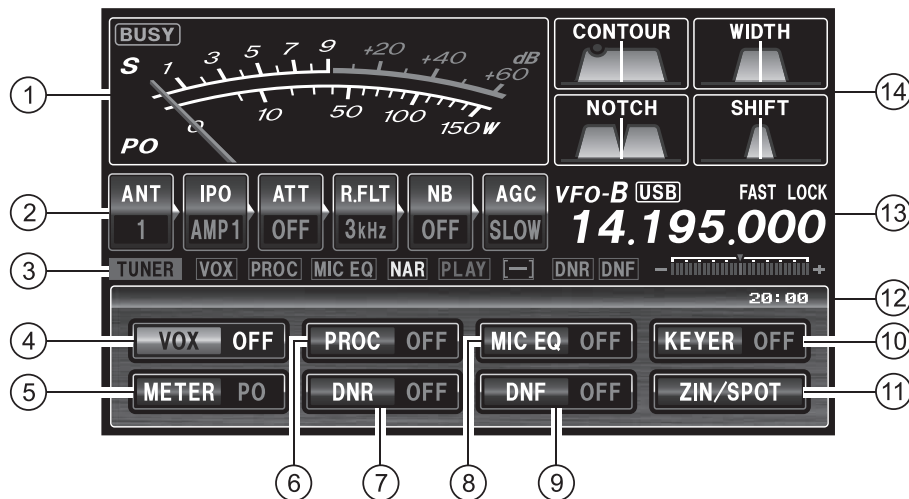 BUSY
S 1 3 5 7 9 +20 +40 +60 dB
PO 0 10 50 100 150 W
CONTOUR WIDTH
NOTCH SHIFT
1
14
ANT IPO ATT R.FLT NB AGC
1 AMP1 OFF 3kHz OFF SLOW
VFO-B USB FAST LOCK
14.195.000
2
13
3
TUNER VOX PROC MIC EQ NAR PLAY DNR DNF - +
20:00
12
4
VOX OFF PROC OFF MIC EQ OFF KEYER OFF
10
5
METER PO DNR OFF DNF OFF ZIN/SPOT
11
6 7 8 9